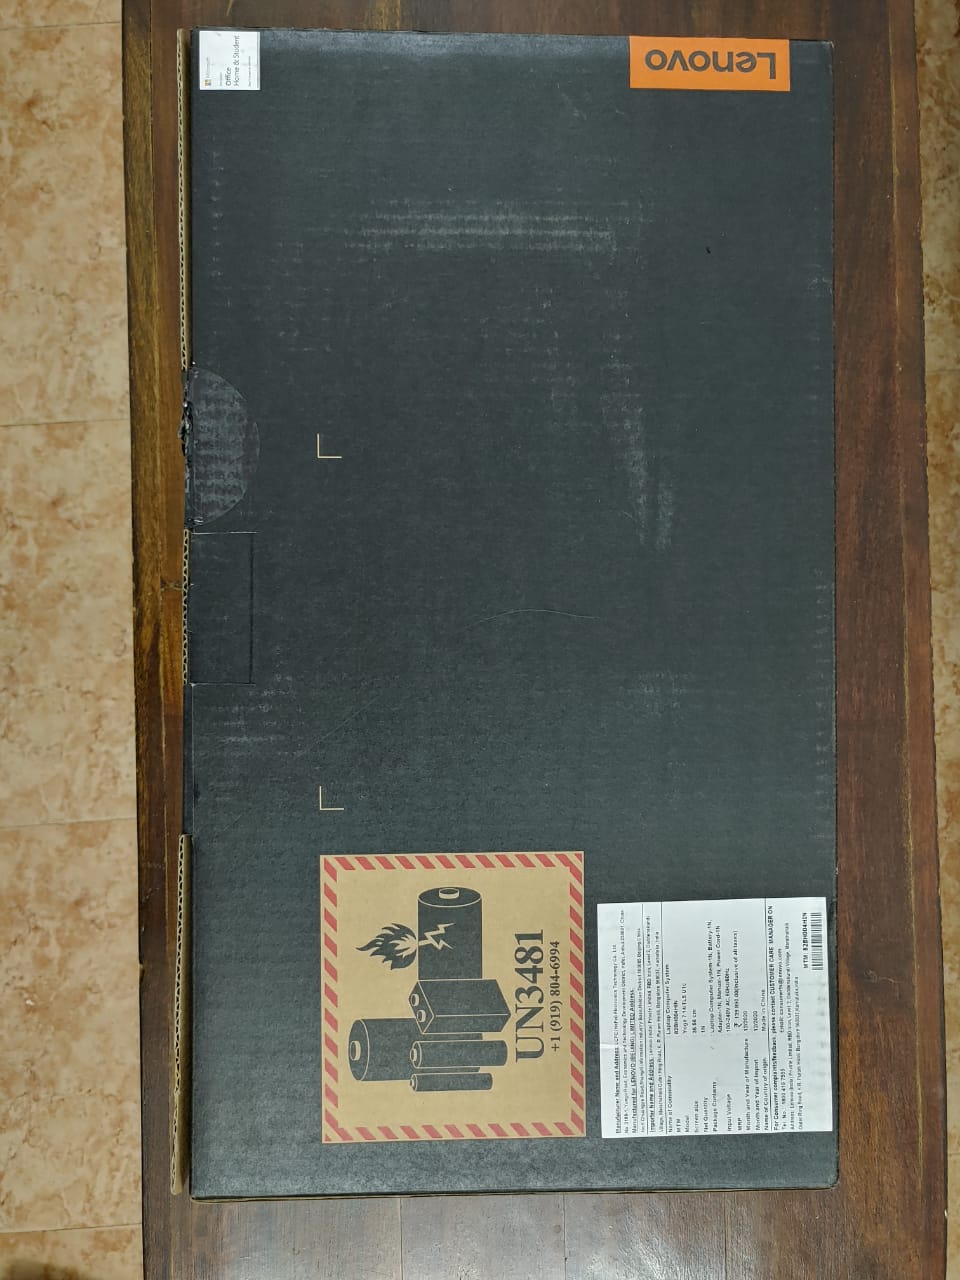 Microsoft
Office
Home & Student
UN3481
+1 (919) 804-6994
Manufacturer Name and Address: LCFC(HeFei) Electronics Technology Co., Ltd.
No. 3188-1, Yungu Road, Economic and Technology Development District, Hefei, Anhui 230601, China
Manufactured for LENOVO (BEIJING) LIMITED Address:
Importer Name and Address: Lenovo (India) Private Limited, RBD Icon, Level 2, Doddenakundi
Village, Marathahalli Outer Ring Road, K. R. Puram Hobli, Bangalore 560037, Karnataka, India
Name of Commodity : Laptop Computer System
MTM : 82BH004HIN
Model : Yoga 7 14ITL5 U1c
Screen size : 35.56 cm
Net Quantity : 1N
Package Contains : Laptop Computer System-1N, Battery-1N,
Adapter-1N, Manual-1N, Power Cord-1N
Input Voltage : 100-240V AC,50Hz/60Hz
MRP : ₹ 139 890.00(Inclusive of all taxes)
Month and Year of Manufacture : 12/2020
Month and Year of Import : 12/2020
Name of Country of origin : Made in China
For Consumer complaints/feedback, please contact CUSTOMER CARE MANAGER ON
Tel. No.: 1800 419 7555 Email: consumerfb@lenovo.com
Address: Lenovo (India) Private Limited, RBD Icon, Level 2, Doddenakundi Village, Marathahalli
Outer Ring Road, K.R. Puram Hobli, Bangalore 560037,Karnataka,India
MTM: 82BH004HIN
Lenovo